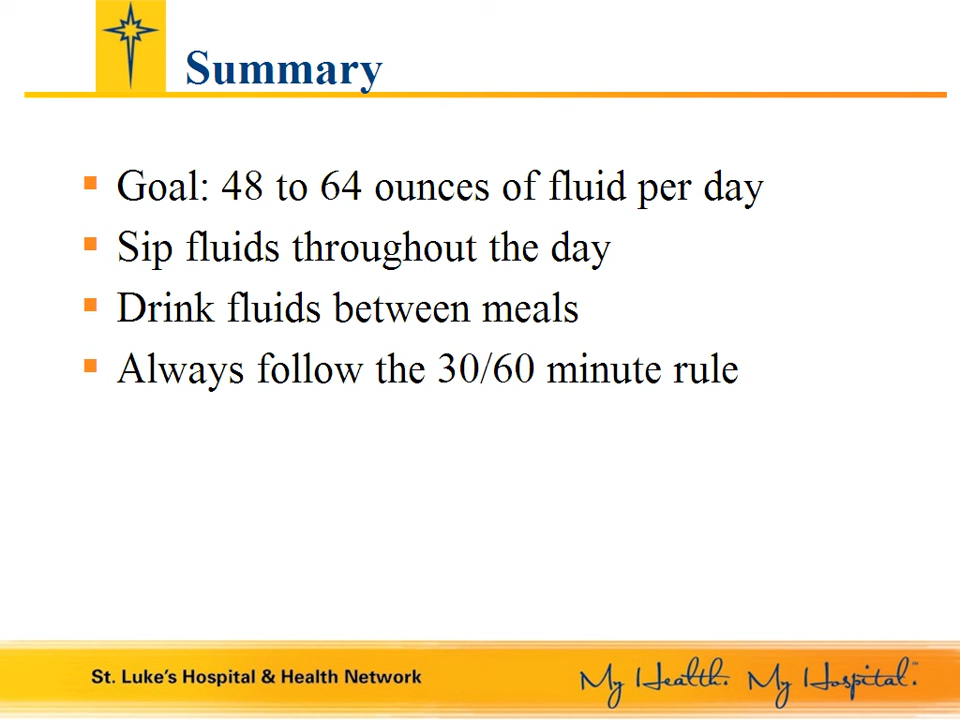 Summary
Goal: 48 to 64 ounces of fluid per day
Sip fluids throughout the day
Drink fluids between meals
Always follow the 30/60 minute rule
St. Luke's Hospital & Health Network
My Health. My Hospital.℠